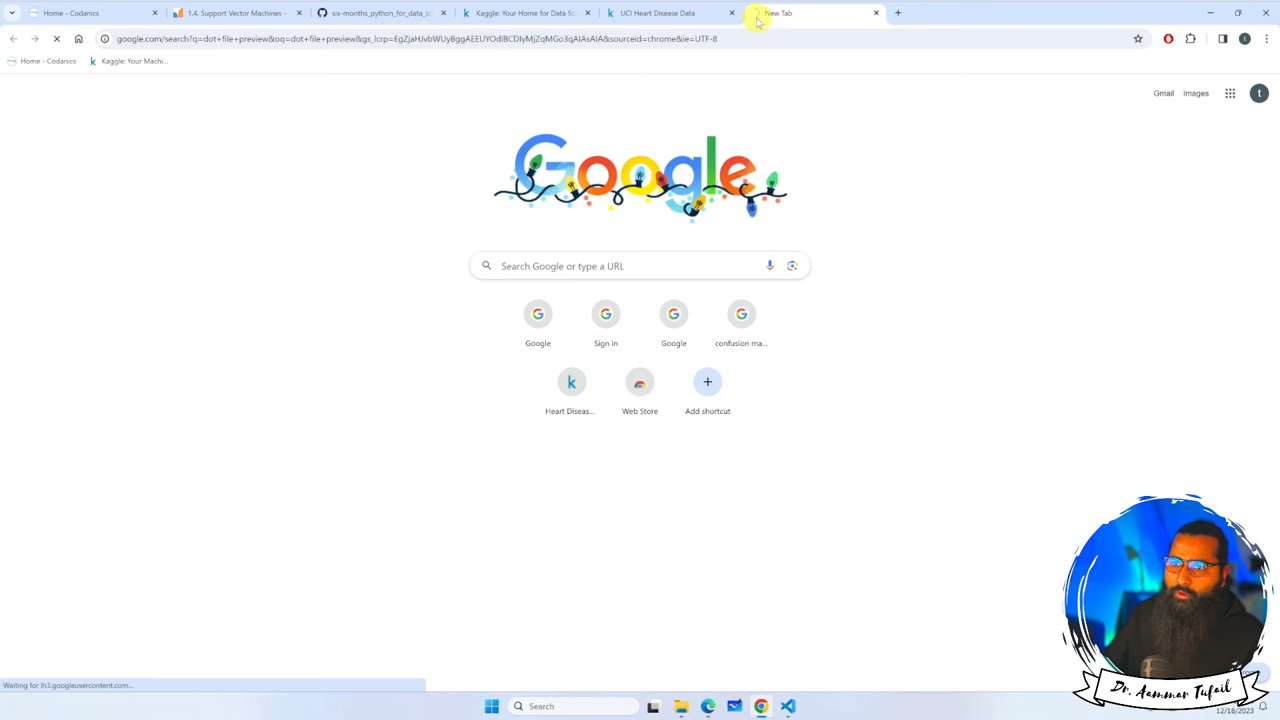 Home - Codanics
1.4. Support Vector Machines —
six-months_python_for_data_sc
Kaggle: Your Home for Data Sc
UCI Heart Disease Data
New Tab
google.com/search?q=dot+file+preview&oq=dot+file+preview&gs_lcrp=EgZjaHJvbWUyBggAEEUYOdIBCDIyMjZqMGo3qAIAsAIA&sourceid=chrome&ie=UTF-8
t
Home - Codanics
Kaggle: Your Machi...
Gmail
Images
t
Google
Search Google or type a URL
Google
Sign in
Google
confusion ma...
k
Heart Diseas...
Web Store
Add shortcut
Waiting for lh3.googleusercontent.com...
Dr. Aammar Tufail
Search
12/18/2023